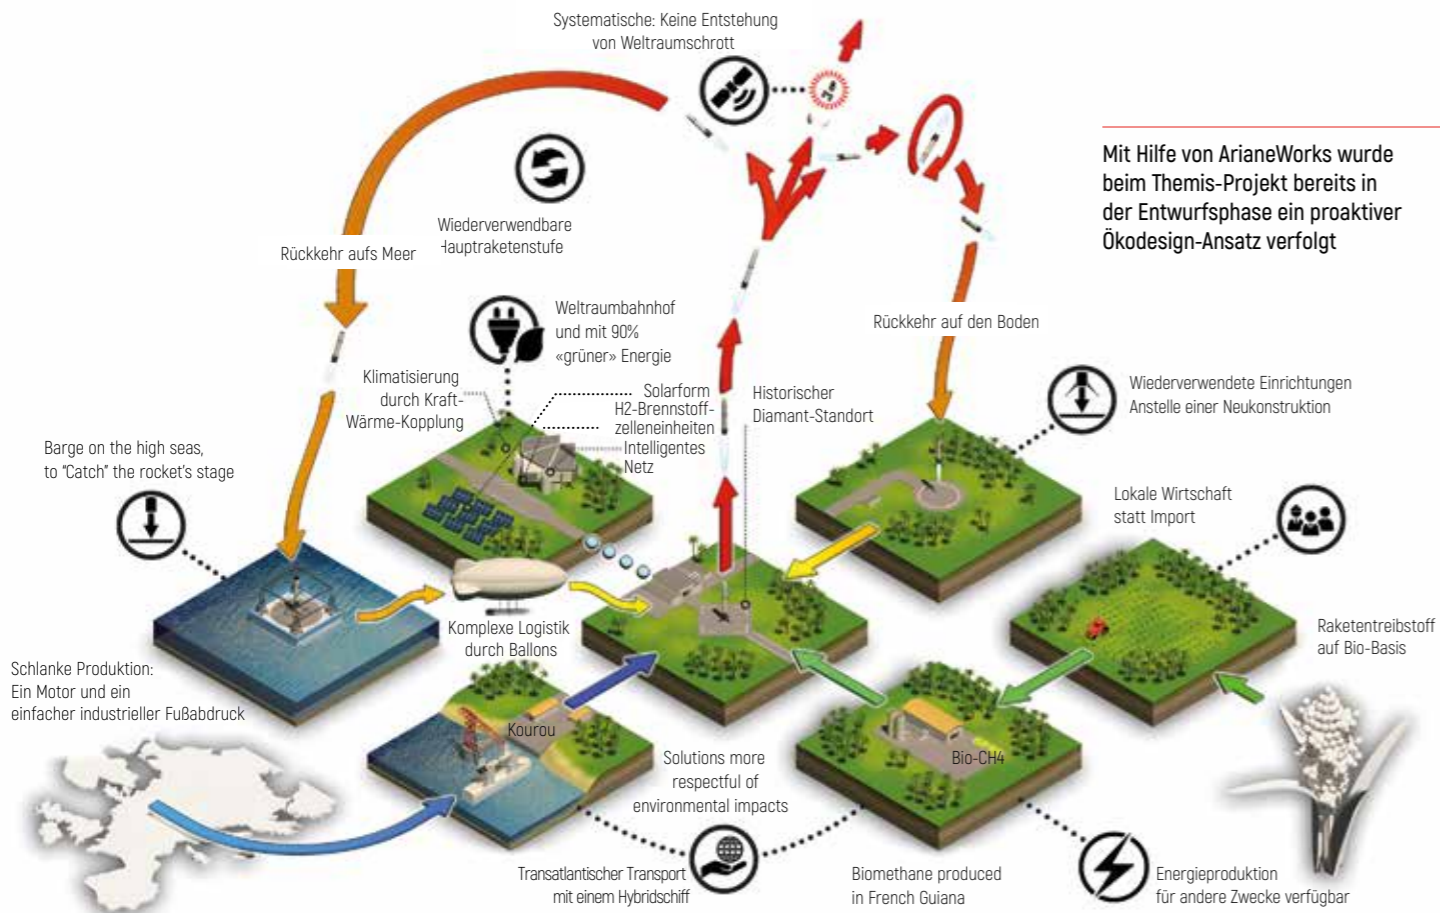 Systematische: Keine Entstehung
von Weltraumschrott
Mit Hilfe von ArianeWorks wurde
beim Themis-Projekt bereits in
der Entwurfsphase ein proaktiver
Ökodesign-Ansatz verfolgt
Wiederverwendbare
Hauptraketenstufe
Rückkehr aufs Meer
Weltraumbahnhof
und mit 90%
«grüner» Energie
Rückkehr auf den Boden
Klimatisierung
durch Kraft-
Wärme-Kopplung
Solarform
H2-Brennstoff-
zelleneinheiten
Intelligentes
Netz
Historischer
Diamant-Standort
Wiederverwendete Einrichtungen
Anstelle einer Neukonstruktion
Barge on the high seas,
to "Catch" the rocket's stage
Lokale Wirtschaft
statt Import
Komplexe Logistik
durch Ballons
Raketentreibstoff
auf Bio-Basis
Schlanke Produktion:
Ein Motor und ein
einfacher industrieller Fußabdruck
Kourou
Solutions more
respectful of
environmental impacts
Bio-CH4
Transatlantischer Transport
mit einem Hybridschiff
Biomethane produced
in French Guiana
Energieproduktion
für andere Zwecke verfügbar